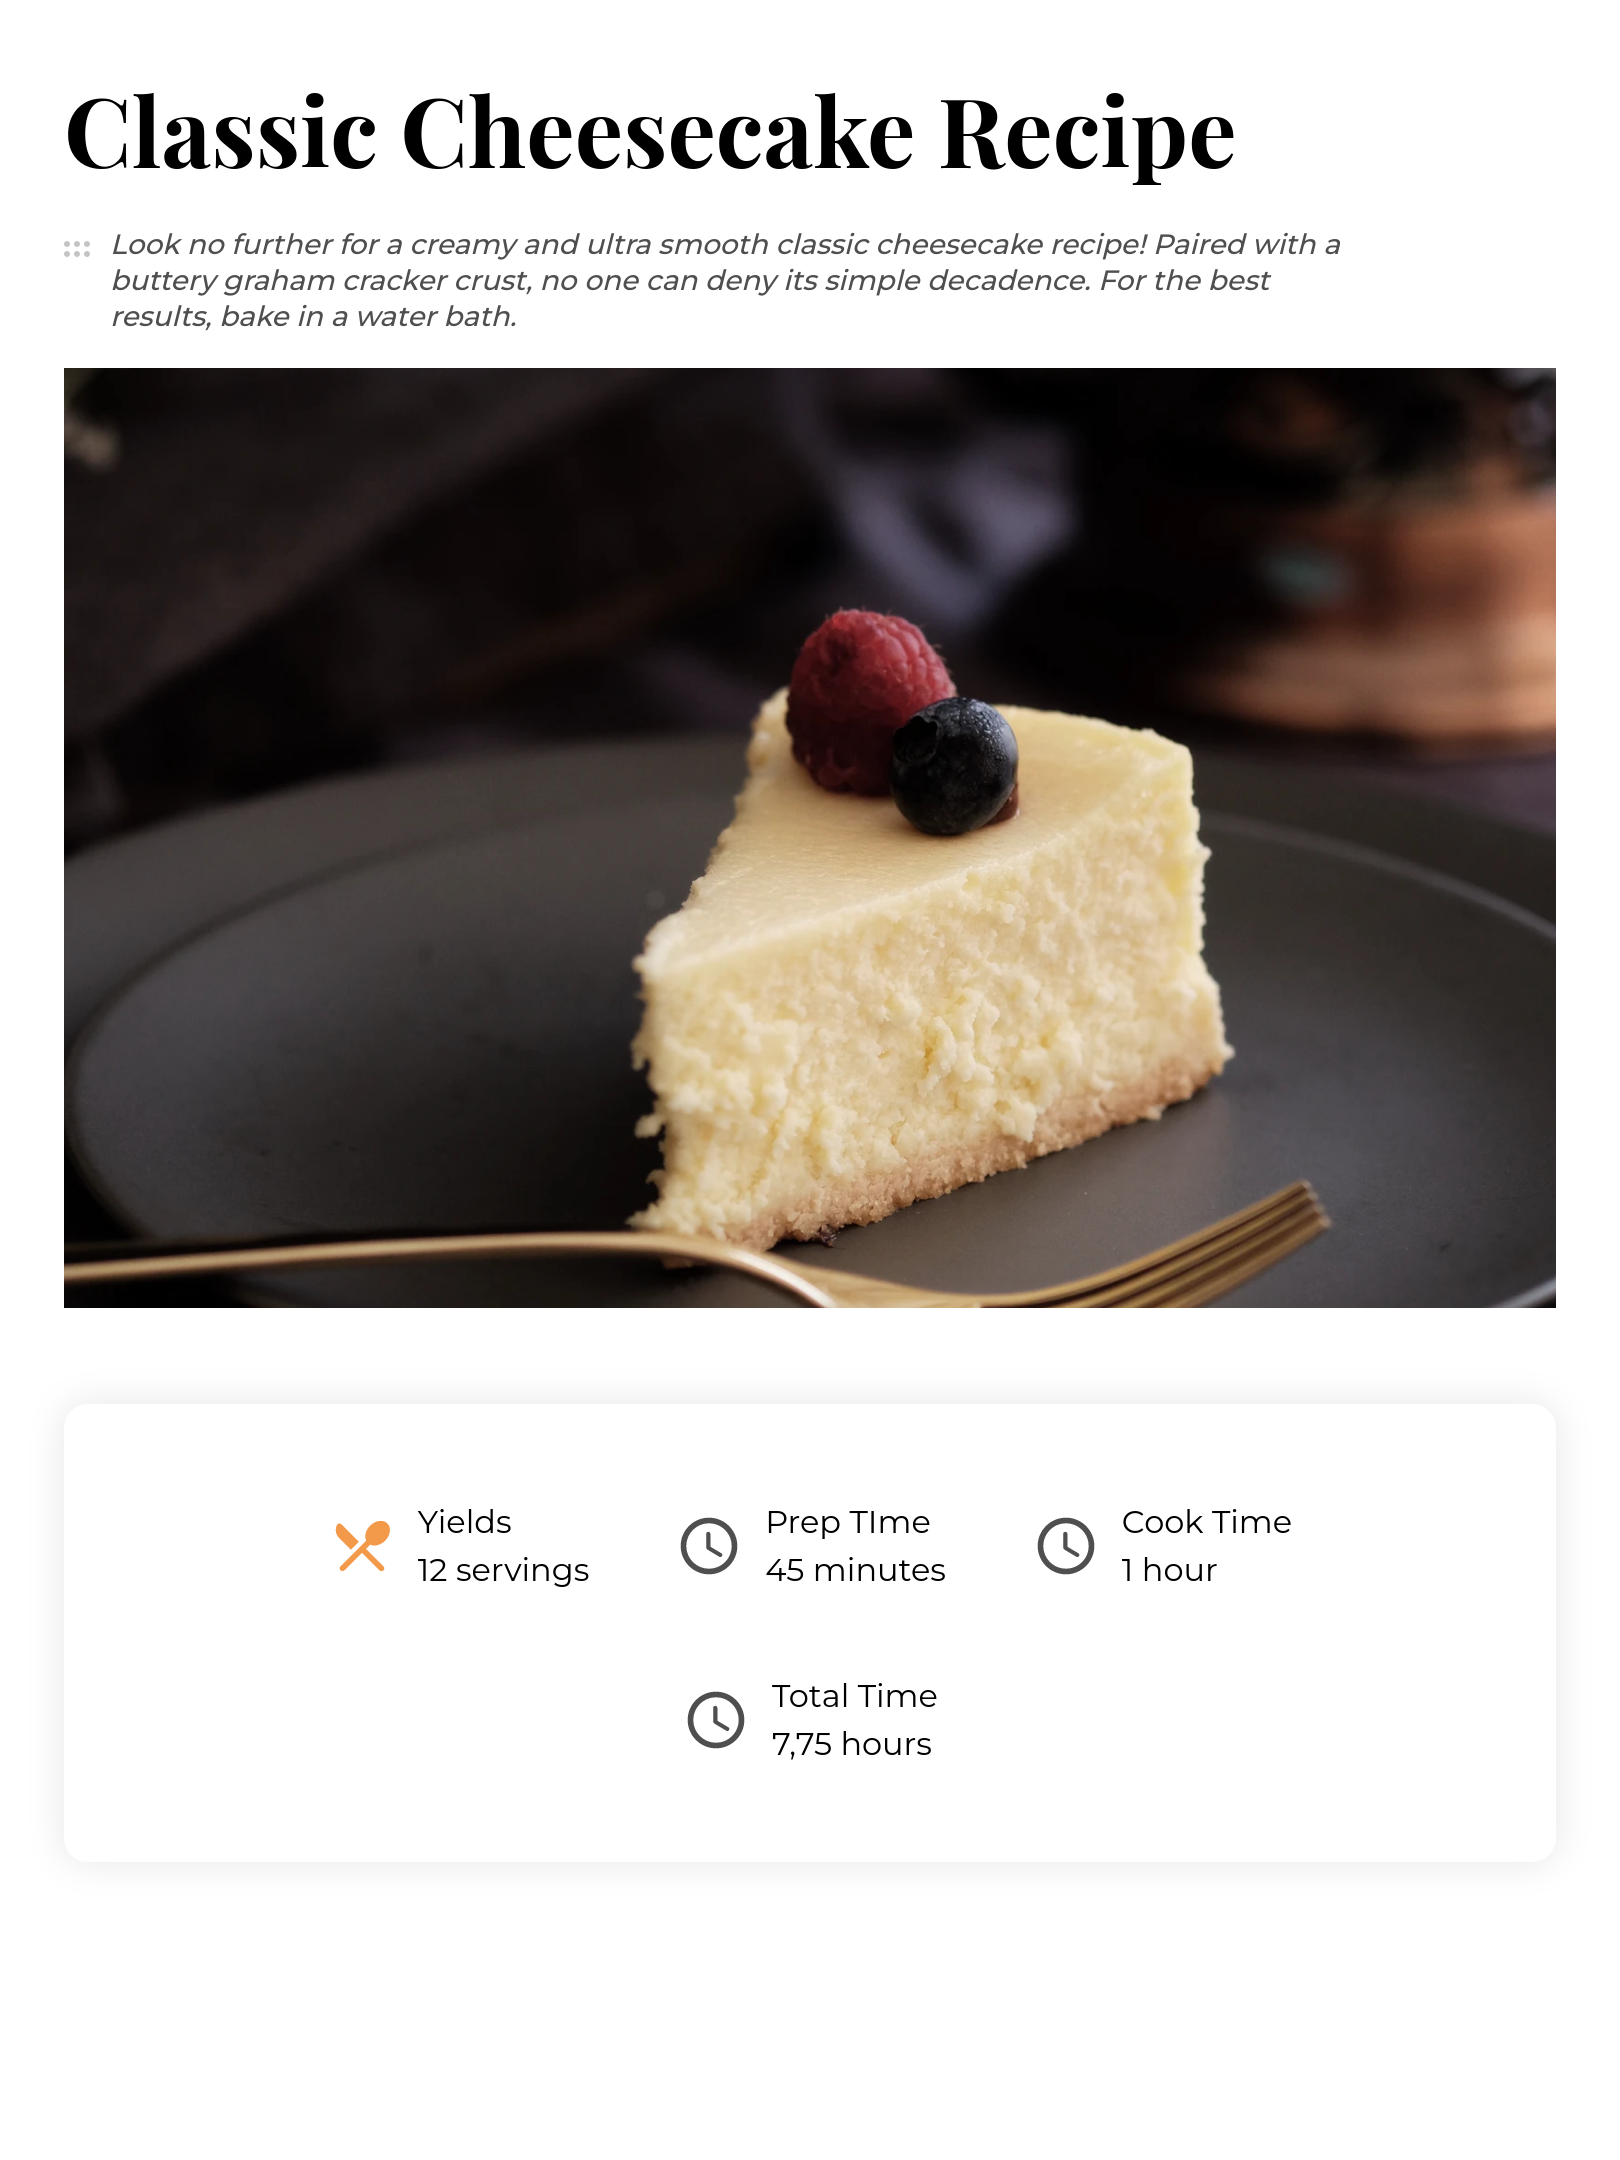 Classic Cheesecake Recipe
Look no further for a creamy and ultra smooth classic cheesecake recipe! Paired with a
buttery graham cracker crust, no one can deny its simple decadence. For the best
results, bake in a water bath.
Yields
12 servings
Prep TIme
45 minutes
Cook Time
1 hour
Total Time
7,75 hours